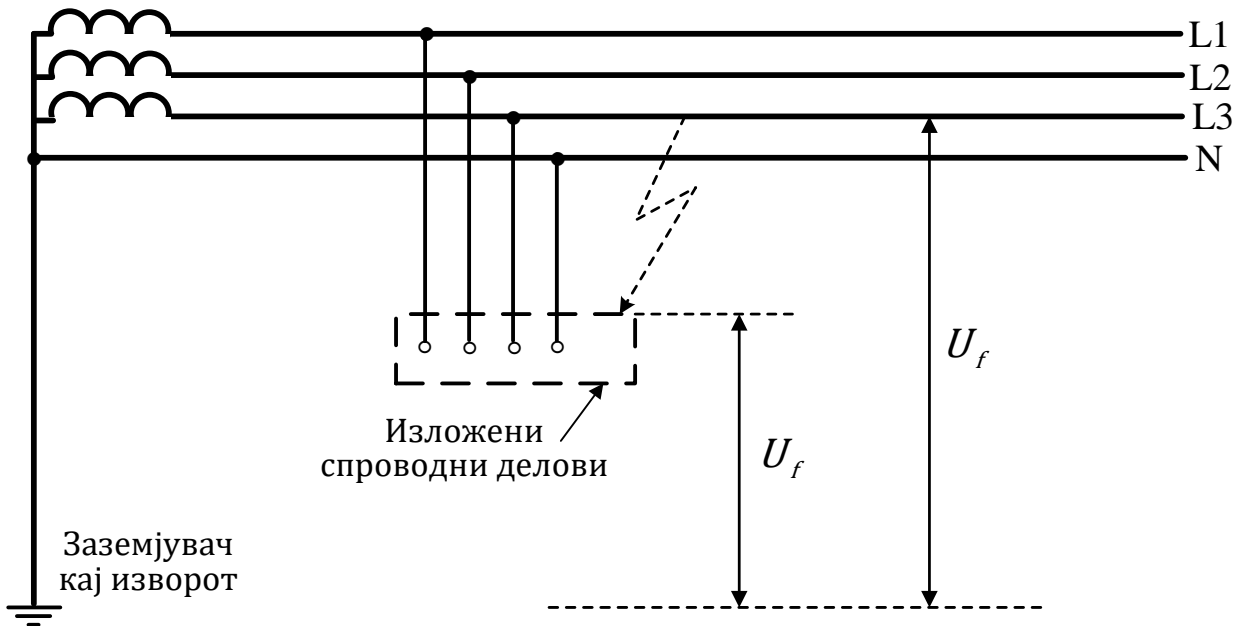 L1
L2
L3
N
U_f
Изложени
спроводни делови
U_f
Заземјувач
кај изворот